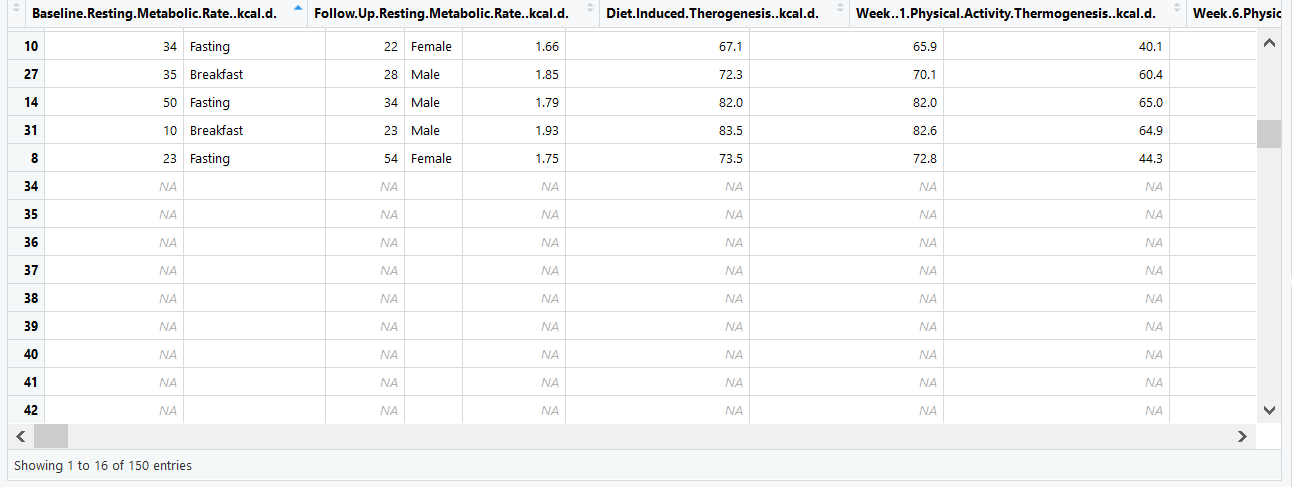 Baseline.Resting.Metabolic.Rate..kcal.d. Follow.Up.Resting.Metabolic.Rate..kcal.d. Diet.Induced.Therogenesis..kcal.d. Week..1.Physical.Activity.Thermogenesis..kcal.d. Week.6.Physic
10 34 Fasting 22 Female 1.66 67.1 65.9 40.1
27 35 Breakfast 28 Male 1.85 72.3 70.1 60.4
14 50 Fasting 34 Male 1.79 82.0 82.0 65.0
31 10 Breakfast 23 Male 1.93 83.5 82.6 64.9
8 23 Fasting 54 Female 1.75 73.5 72.8 44.3
34 NA NA NA NA NA NA
35 NA NA NA NA NA NA
36 NA NA NA NA NA NA
37 NA NA NA NA NA NA
38 NA NA NA NA NA NA
39 NA NA NA NA NA NA
40 NA NA NA NA NA NA
41 NA NA NA NA NA NA
42 NA NA NA NA NA NA
Showing 1 to 16 of 150 entries